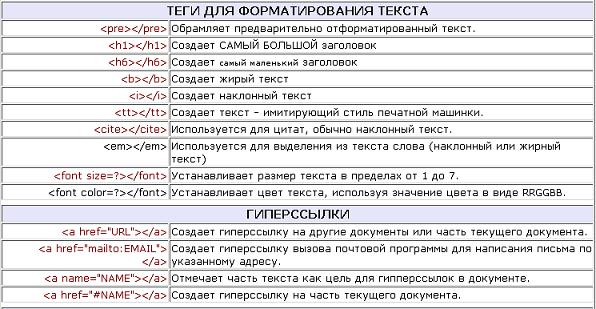 ТЕГИ ДЛЯ ФОРМАТИРОВАНИЯ ТЕКСТА
<pre></pre> Обрамляет предварительно отформатированный текст.
<h1></h1> Создает САМЫЙ БОЛЬШОЙ заголовок
<h6></h6> Создает самый маленький заголовок
<b></b> Создает жирый текст
<i></i> Создает наклонный текст
<tt></tt> Создает текст – имитирующий стиль печатной машинки.
<cite></cite> Используется для цитат, обычно наклонный текст.
<em></em> Используется для выделения из текста слова (наклонный или жирный
текст)
<font size=?></font> Устанавливает размер текста в пределах от 1 до 7.
<font color=?></font> Устанавливает цвет текста, используя значение цвета в виде RRGGBB.
ГИПЕРССЫЛКИ
<a href="URL"></a> Создает гиперссылку на другие документы или часть текущего документа.
<a href="mailto:EMAIL"> Создает гиперссылку вызова почтовой программы для написания письма по
</a> указанному адресу.
<a name="NAME"></a> Отмечает часть текста как цель для гипперссылок в документе.
<a href="#NAME"></a> Создает гиперссылку на часть текущего документа.